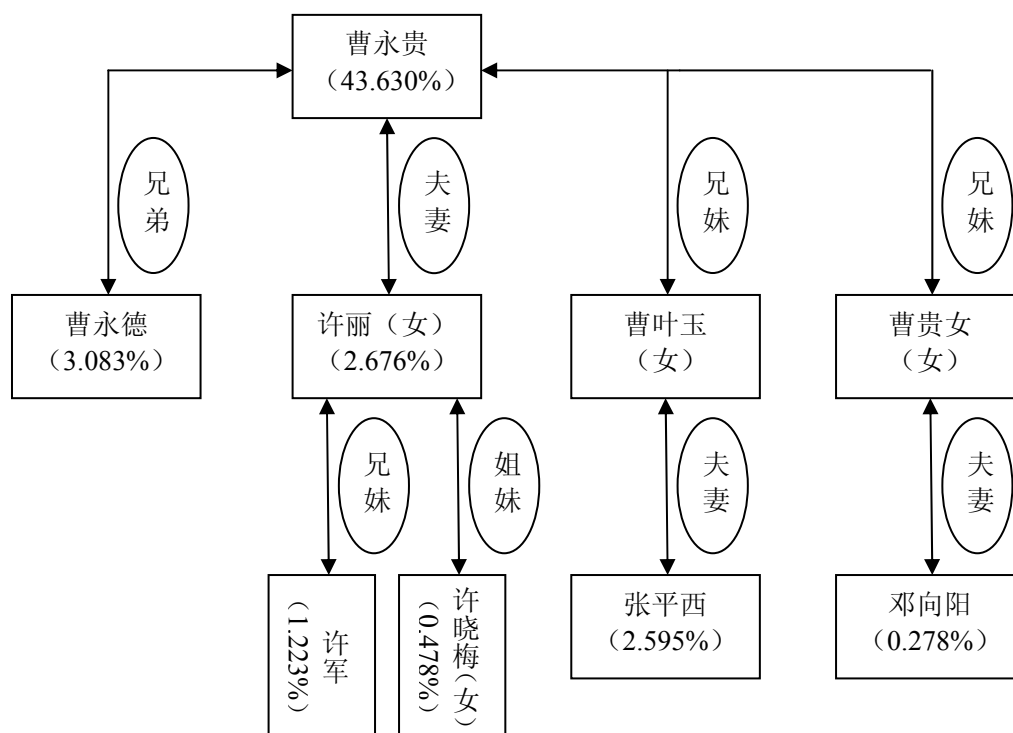 曹永贵
（43.630%）
兄
弟
夫
妻
兄
妹
兄
妹
曹永德
（3.083%）
许丽（女）
（2.676%）
曹叶玉
（女）
曹贵女
（女）
兄
妹
姐
妹
夫
妻
夫
妻
许军
（1.223%）
许晓梅（女）
（0.478%）
张平西
（2.595%）
邓向阳
（0.278%）